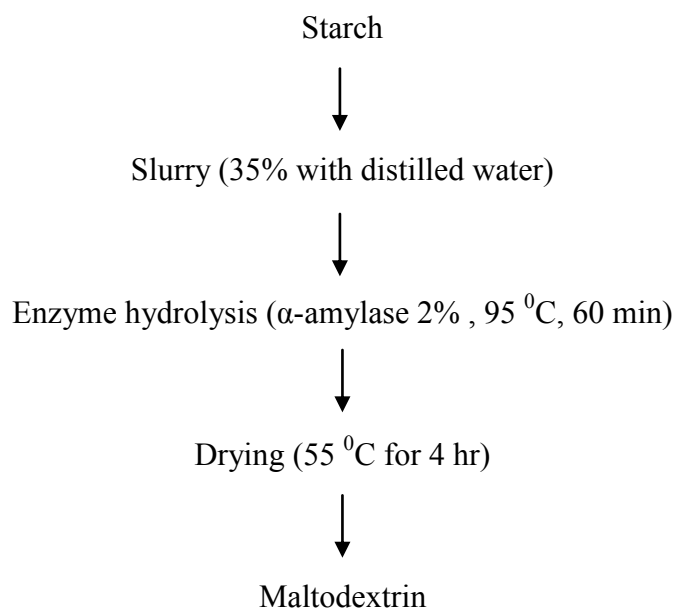 Starch
Slurry (35% with distilled water)
Enzyme hydrolysis (α-amylase 2% , 95 ⁰C, 60 min)
Drying (55 ⁰C for 4 hr)
Maltodextrin